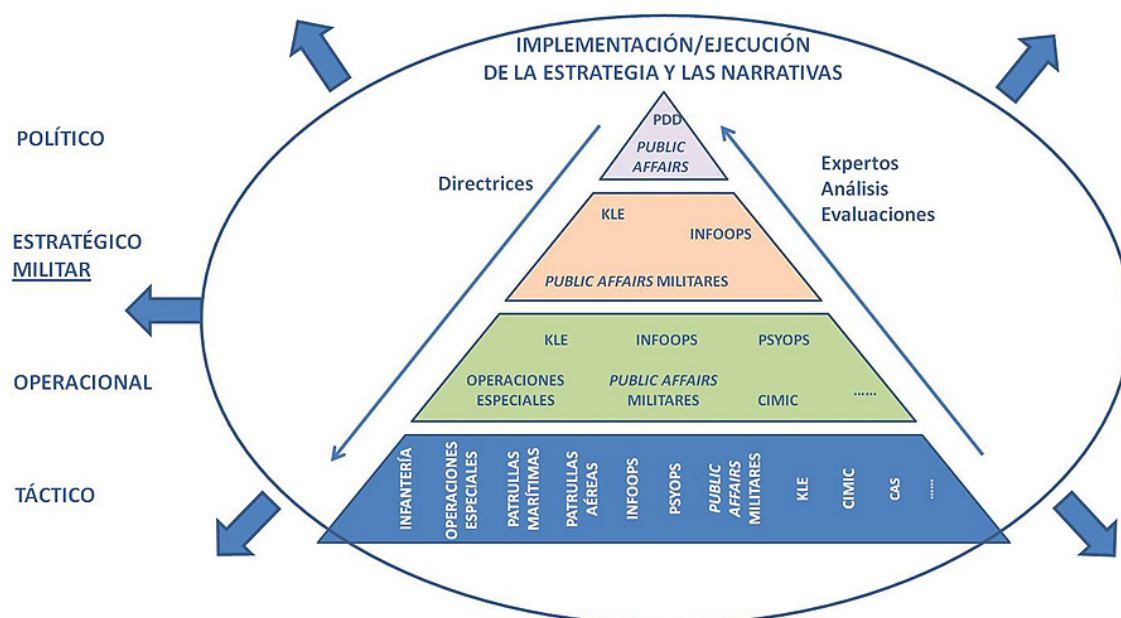 IMPLEMENTACIÓN/EJECUCIÓN
DE LA ESTRATEGIA Y LAS NARRATIVAS
POLÍTICO
PDD
PUBLIC
AFFAIRS
Directrices
Expertos
Análisis
Evaluaciones
ESTRATÉGICO
MILITAR
KLE
INFOOPS
PUBLIC AFFAIRS MILITARES
OPERACIONAL
KLE
INFOOPS
PSYOPS
OPERACIONES
ESPECIALES
PUBLIC AFFAIRS
MILITARES
CIMIC
......
TÁCTICO
INFANTERÍA
OPERACIONES
ESPECIALES
PATRULLAS
MARÍTIMAS
PATRULLAS
AÉREAS
INFOOPS
PSYOPS
PUBLIC
AFFAIRS
MILITARES
KLE
CIMIC
CAS
......